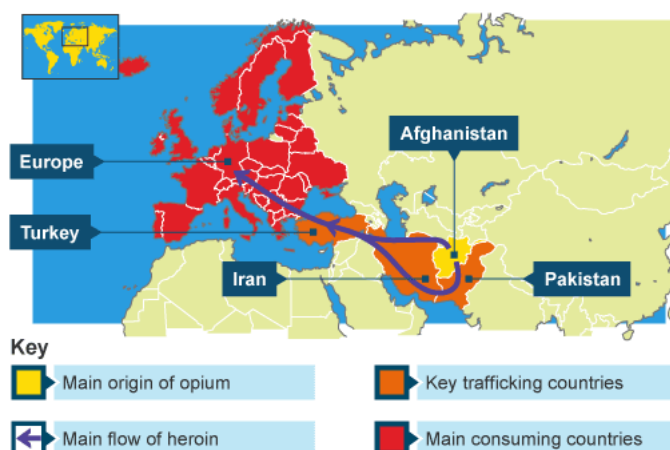 Afghanistan
Europe
Turkey
Iran
Pakistan
Key
Main origin of opium
Key trafficking countries
Main flow of heroin
Main consuming countries